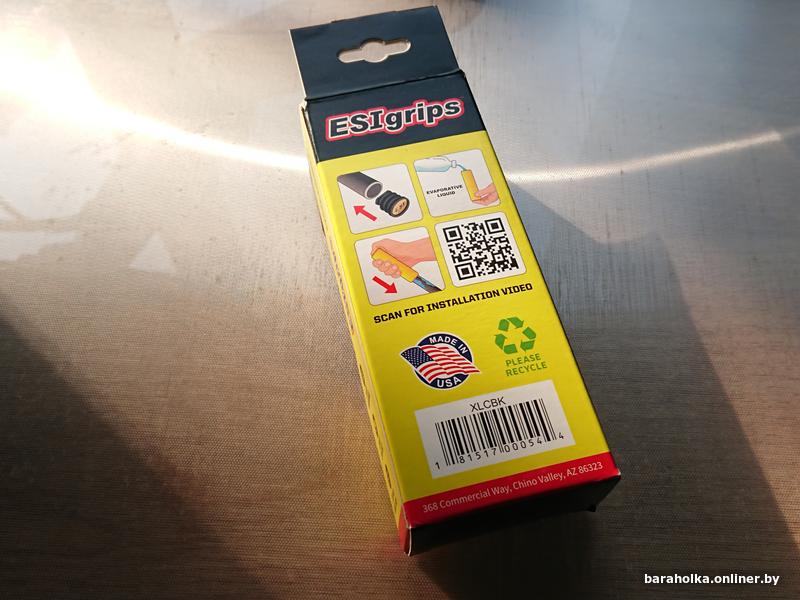 ESIgrips
EVAPORATIVE
LIQUID
SCAN FOR INSTALLATION VIDEO
MADE IN
USA
PLEASE
RECYCLE
XLCBK
1 81517 00054 4
368 Commercial Way, Chino Valley, AZ 86323
baraholka.onliner.by